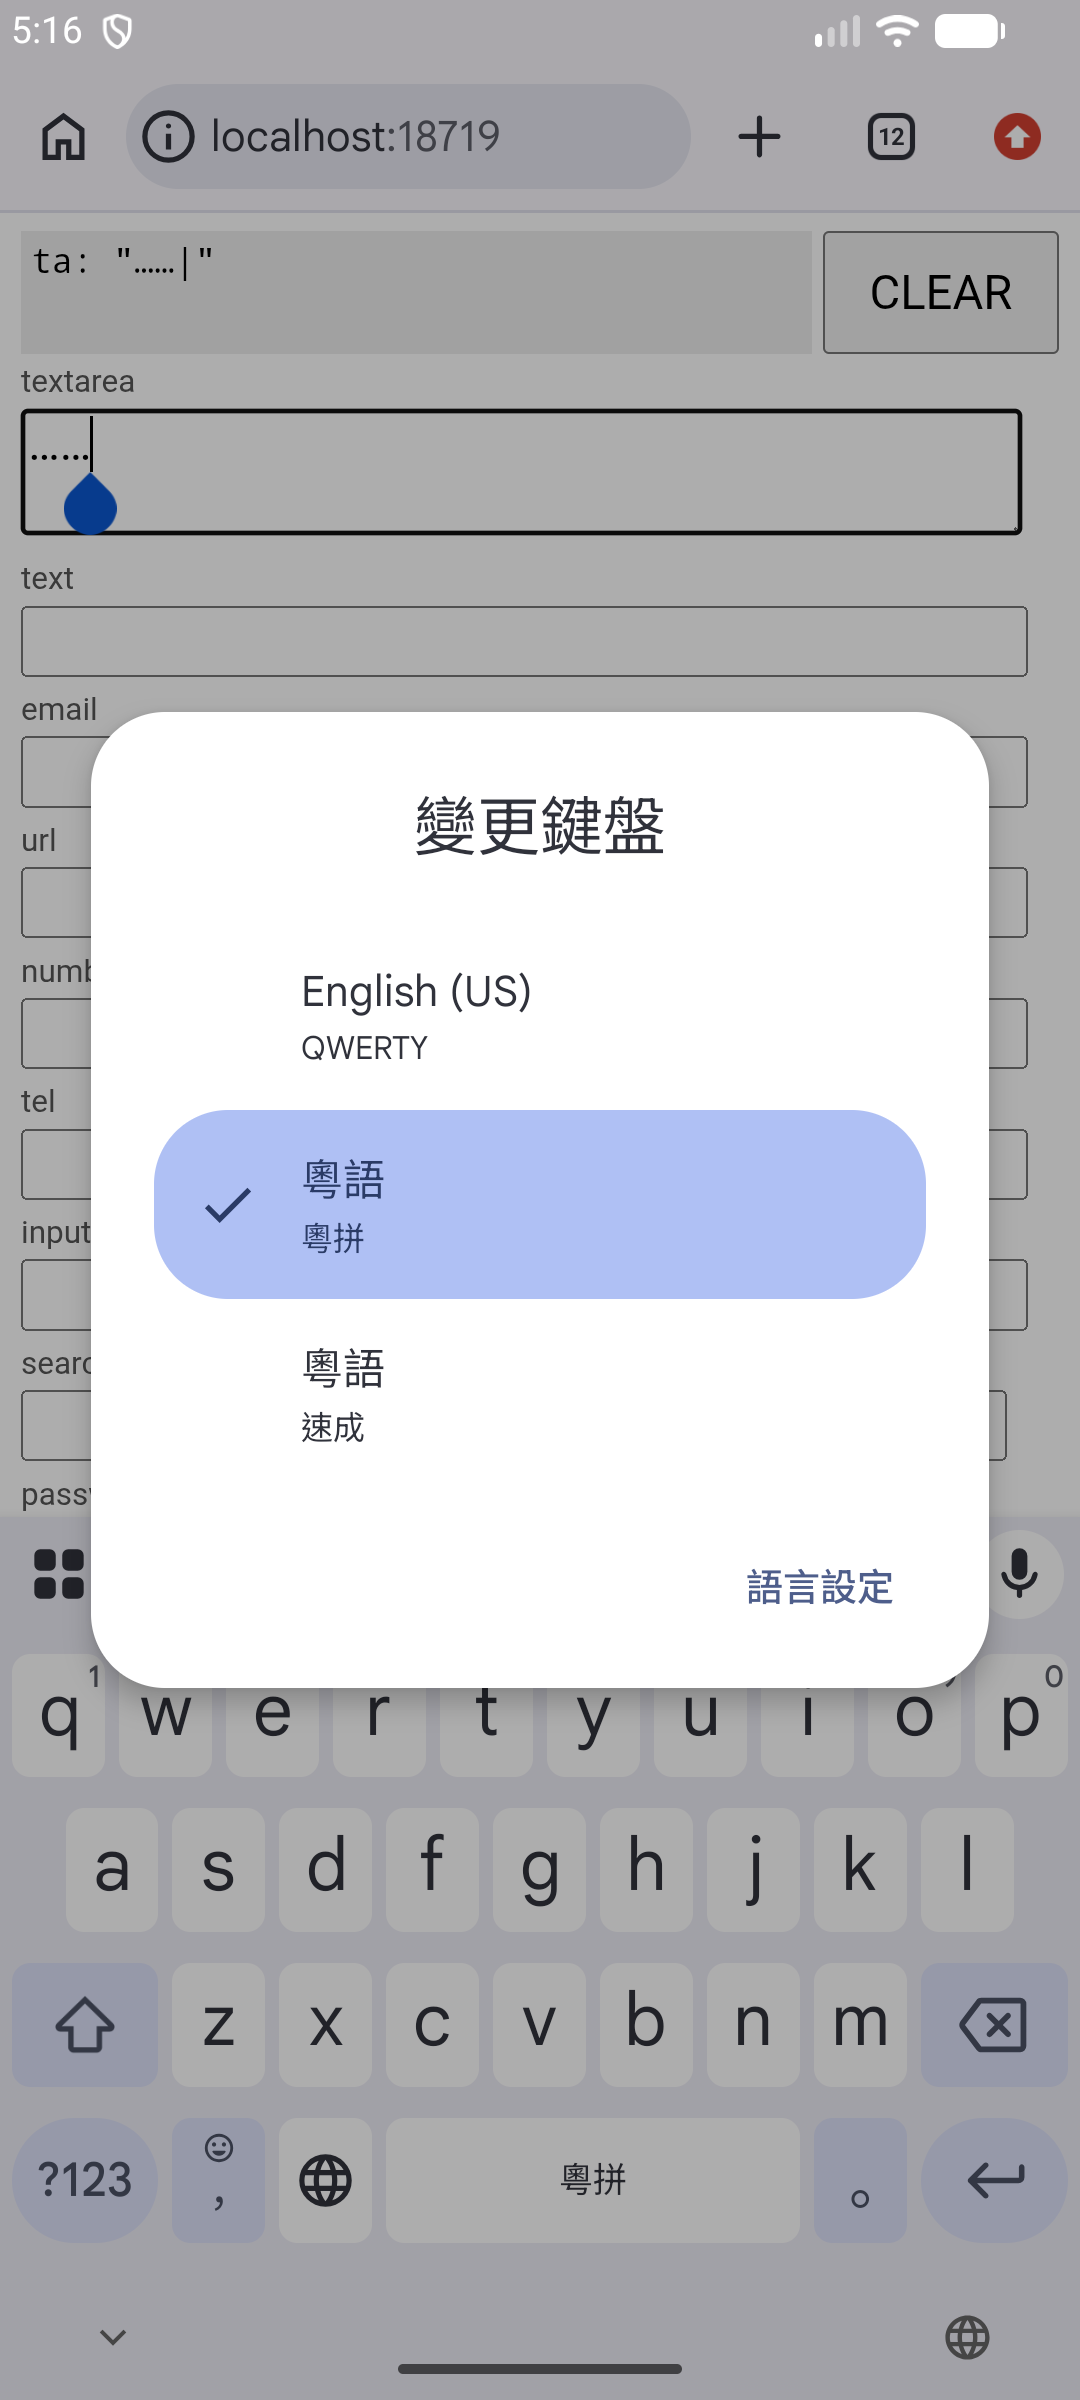 5:16
localhost:18719
12
ta: "……|"
CLEAR
textarea
……
text
email
url
numb
tel
input
searc
passw
變更鍵盤
English (US)
QWERTY
粵語
粵拼
粵語
速成
語言設定
q 1 w e r t y u i o p 0
a s d f g h j k l
z x c v b n m
?123 , 粵拼 。